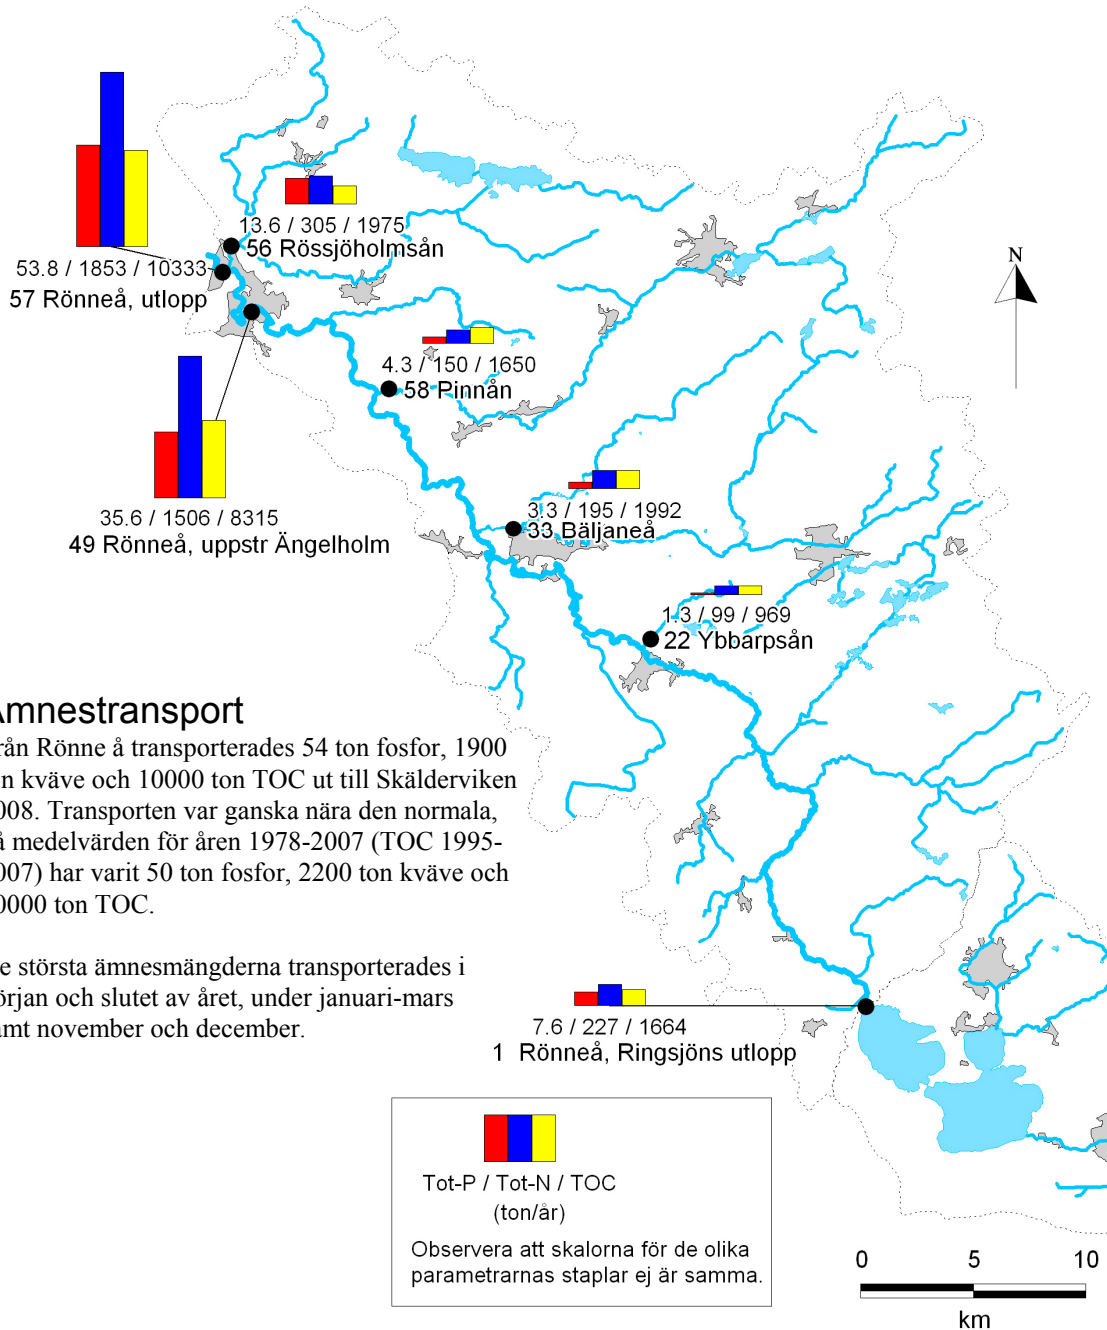 13.6 / 305 / 1975
56 Rössjöholmsån
53.8 / 1853 / 10333
57 Rönneå, utlopp
N
4.3 / 150 / 1650
58 Pinnån
35.6 / 1506 / 8315
49 Rönneå, uppstr Ängelholm
3.3 / 195 / 1992
33 Bäljaneå
1.3 / 99 / 969
22 Ybbarpsån
Ämnestransport
rån Rönne å transporterades 54 ton fosfor, 1900
n kväve och 10000 ton TOC ut till Skälderviken
008. Transporten var ganska nära den normala,
å medelvärden för åren 1978-2007 (TOC 1995-
007) har varit 50 ton fosfor, 2200 ton kväve och
0000 ton TOC.
e största ämnesmängderna transporterades i
örjan och slutet av året, under januari-mars
amt november och december.
7.6 / 227 / 1664
1 Rönneå, Ringsjöns utlopp
Tot-P / Tot-N / TOC
(ton/år)
Observera att skalorna för de olika
parametrarnas staplar ej är samma.
0 5 10
km